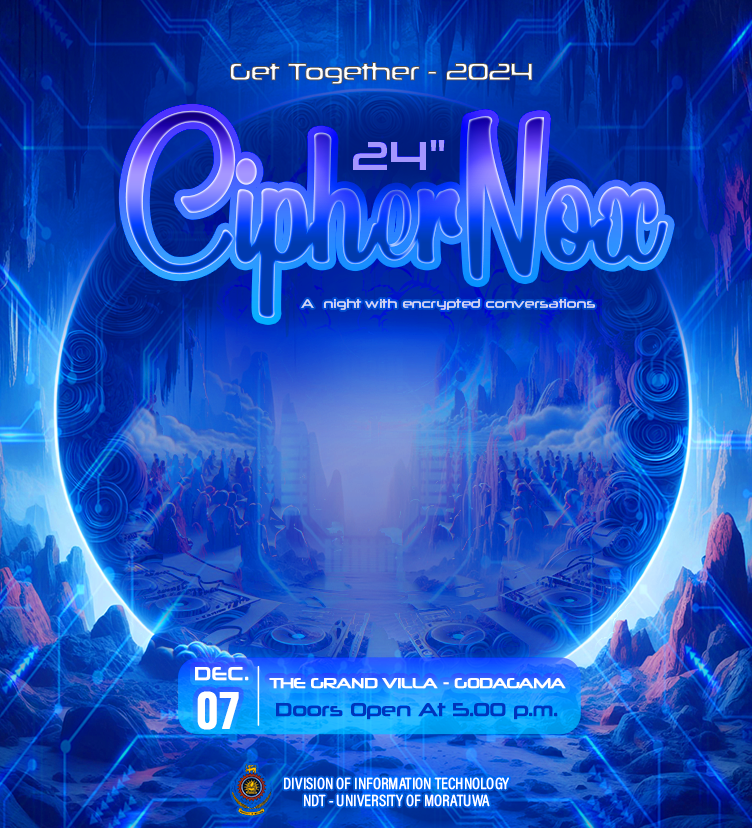 Get Together - 2024
24"
CipherNox
A night with encrypted conversations
DEC.
07
THE GRAND VILLA - GODAGAMA
Doors Open At 5.00 p.m.
DIVISION OF INFORMATION TECHNOLOGY
NDT - UNIVERSITY OF MORATUWA